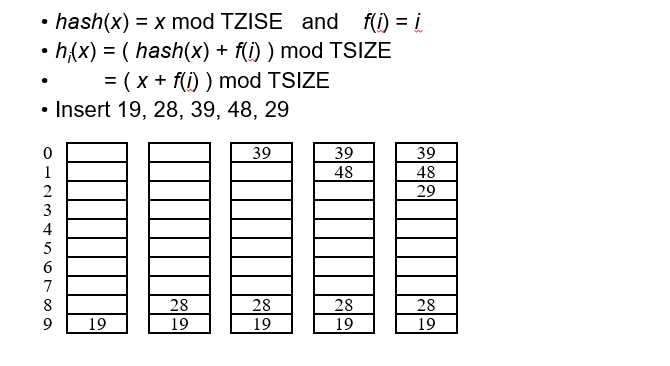 • hash(x) = x mod TZISE and f(i) = i
• hᵢ(x) = ( hash(x) + f(i) ) mod TSIZE
• = ( x + f(i) ) mod TSIZE
• Insert 19, 28, 39, 48, 29
0 39 39 39
1 48 48
2 29
3
4
5
6
7
8 28 28 28 28
9 19 19 19 19 19